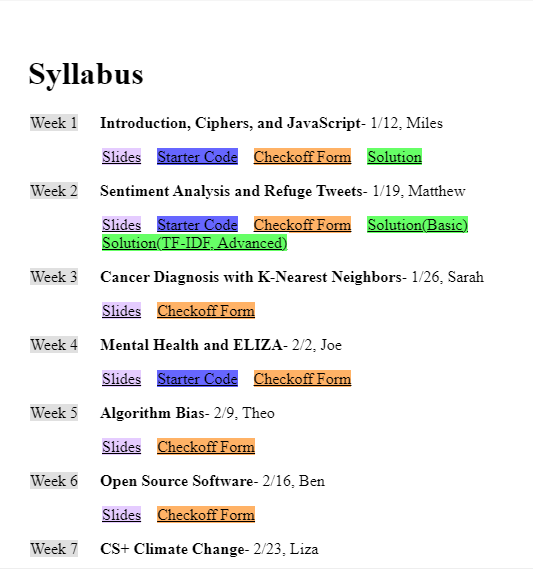 Syllabus
Week 1 Introduction, Ciphers, and JavaScript- 1/12, Miles
Slides Starter Code Checkoff Form Solution
Week 2 Sentiment Analysis and Refuge Tweets- 1/19, Matthew
Slides Starter Code Checkoff Form Solution(Basic)
Solution(TF-IDF, Advanced)
Week 3 Cancer Diagnosis with K-Nearest Neighbors- 1/26, Sarah
Slides Checkoff Form
Week 4 Mental Health and ELIZA- 2/2, Joe
Slides Starter Code Checkoff Form
Week 5 Algorithm Bias- 2/9, Theo
Slides Checkoff Form
Week 6 Open Source Software- 2/16, Ben
Slides Checkoff Form
Week 7 CS+ Climate Change- 2/23, Liza